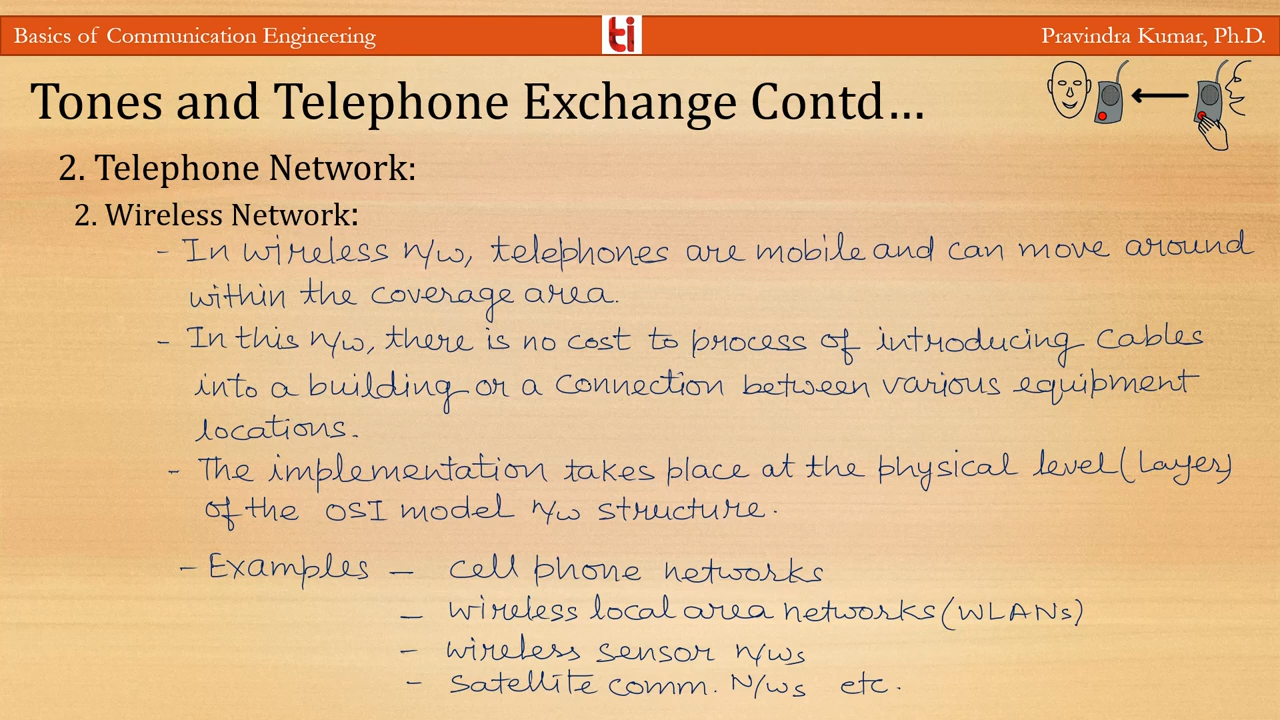 Basics of Communication Engineering
ti
Pravindra Kumar, Ph.D.
Tones and Telephone Exchange Contd…
2. Telephone Network:
2. Wireless Network:
- In wireless n/w, telephones are mobile and can move around
within the coverage area.
- In this n/w, there is no cost to process of introducing cables
into a building or a connection between various equipment
locations.
- The implementation takes place at the physical level (Layer)
of the OSI model n/w structure.
- Examples - cell phone networks
- wireless local area networks (WLANs)
- wireless sensor n/ws
- satellite comm. N/ws etc.